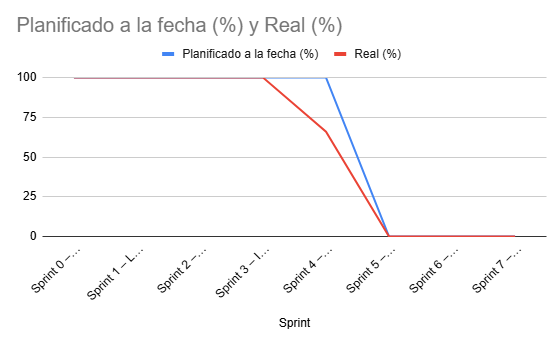 Planificado a la fecha (%) y Real (%)
Planificado a la fecha (%) Real (%)
100
75
50
25
0
Sprint 0 –…
Sprint 1 – L…
Sprint 2 –…
Sprint 3 – I…
Sprint 4 –…
Sprint 5 –…
Sprint 6 –…
Sprint 7 –…
Sprint